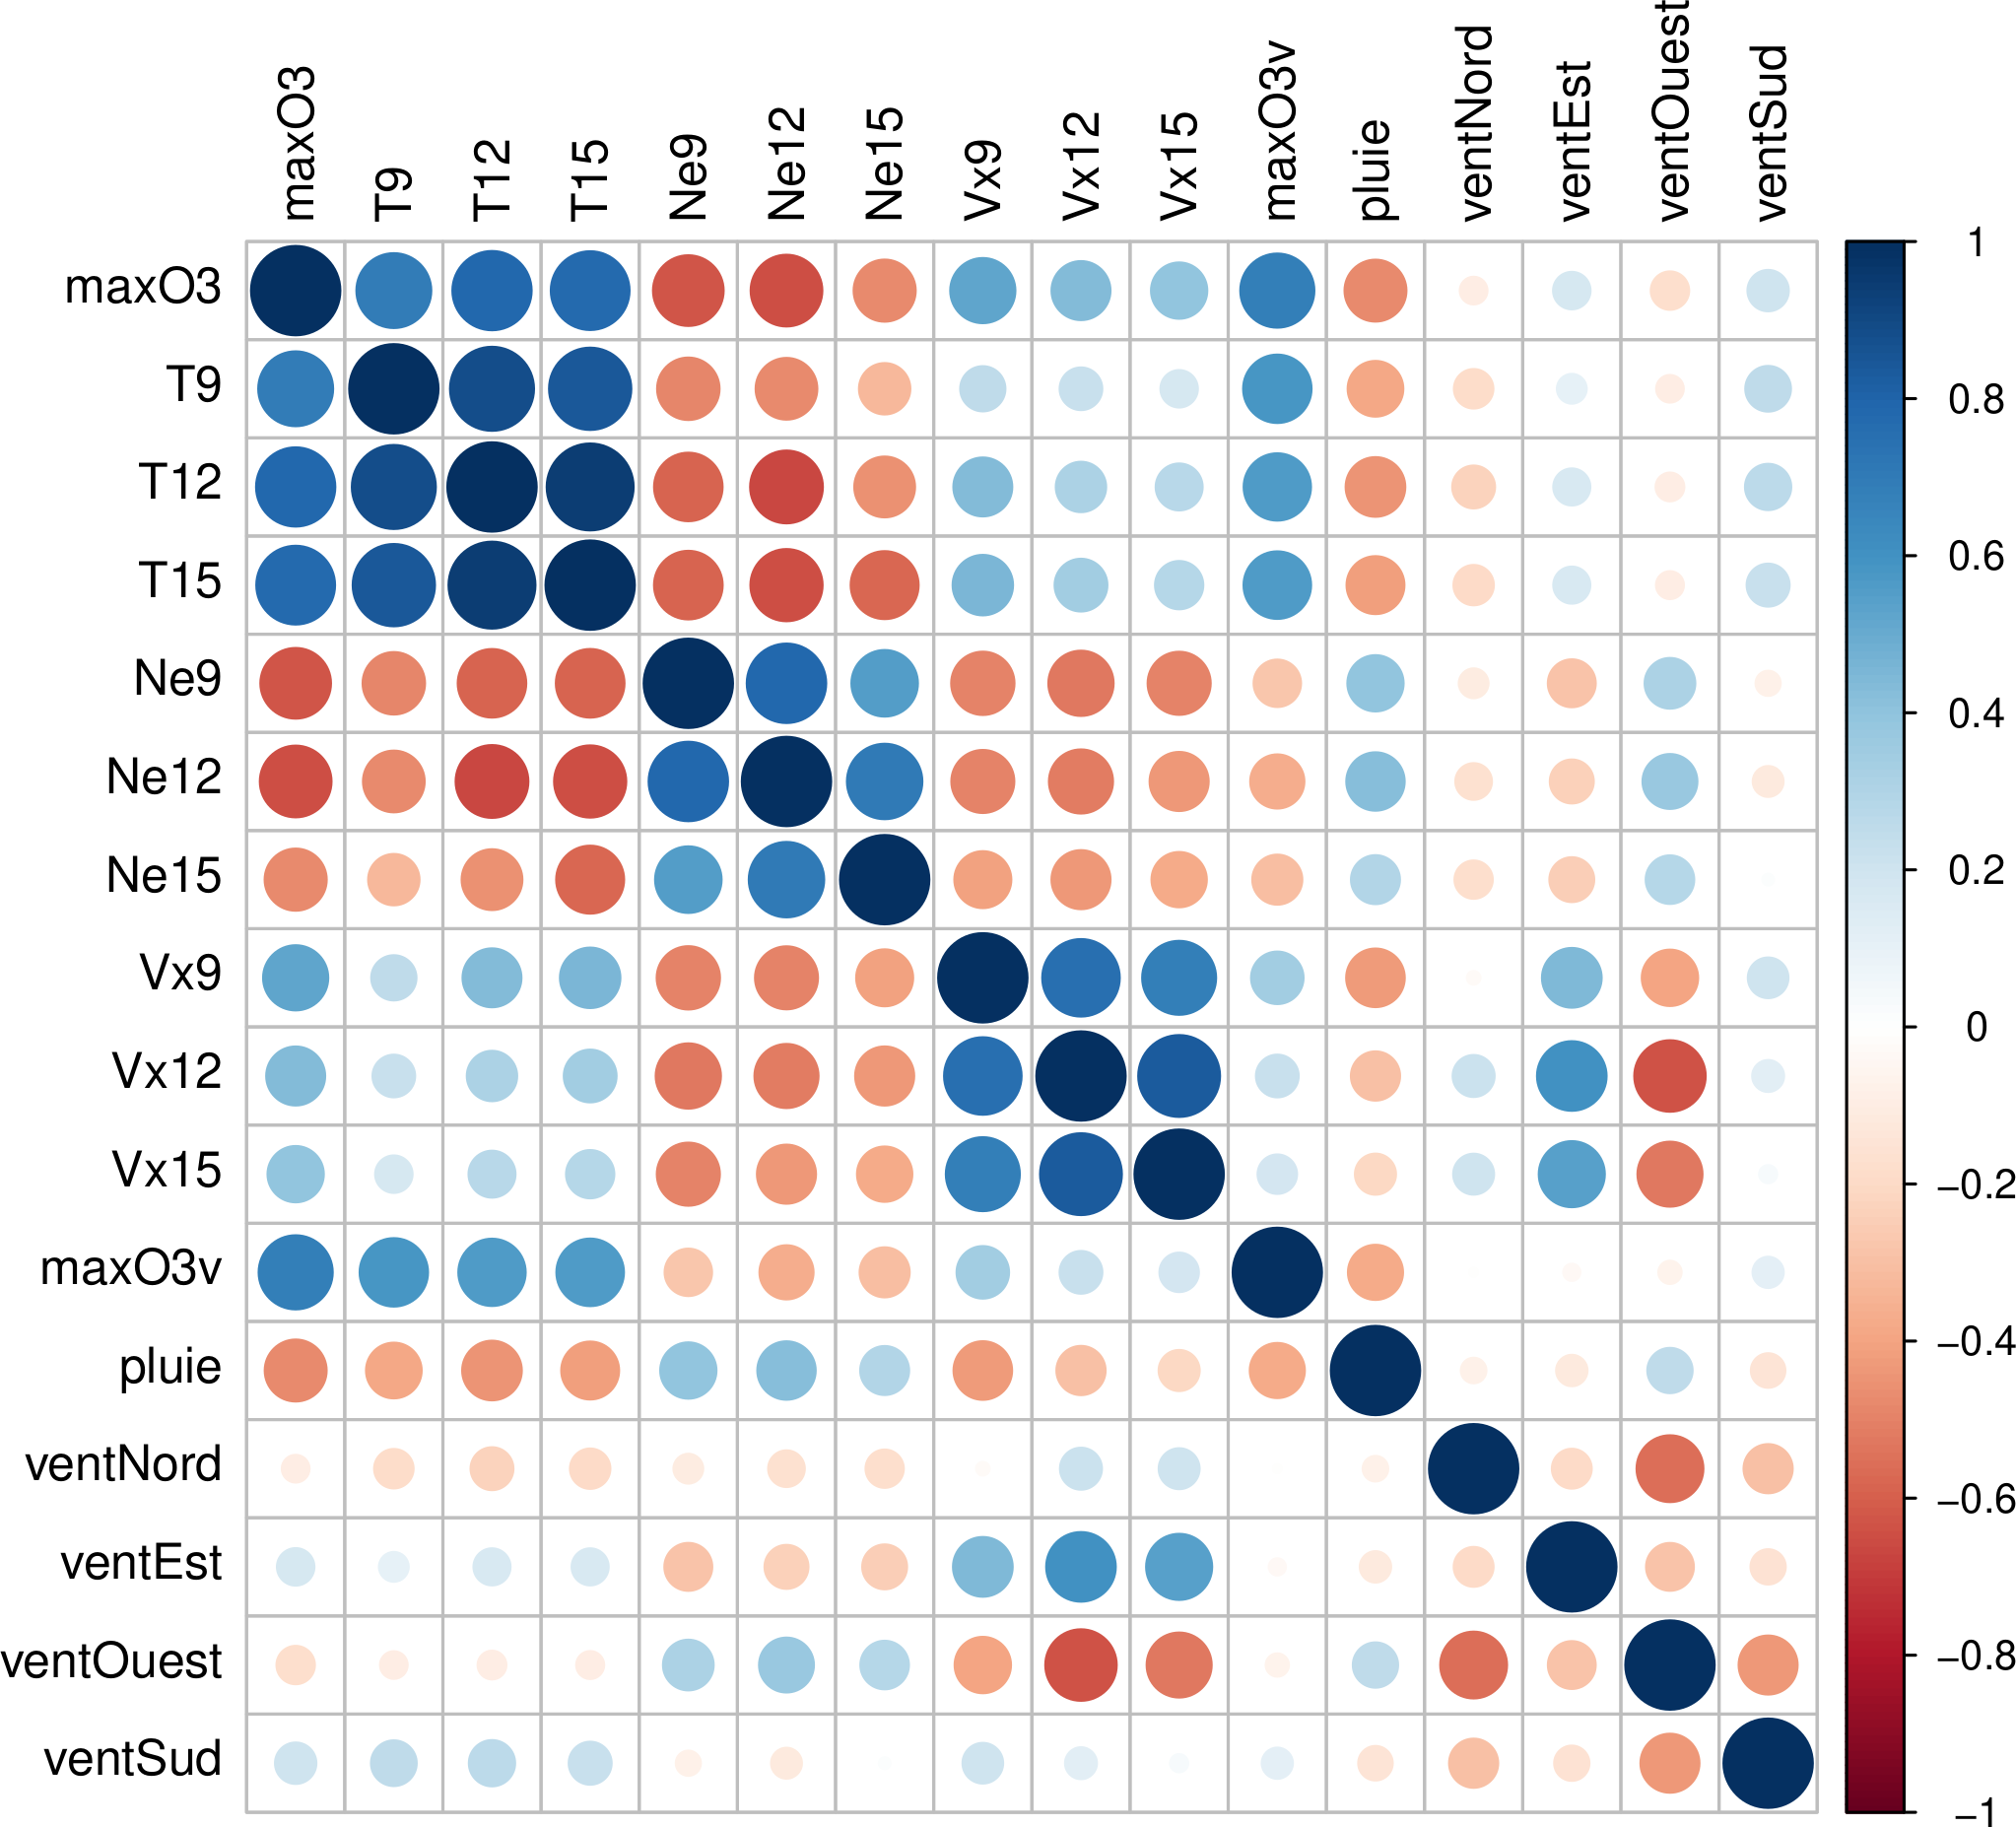 maxO3
T9
T12
T15
Ne9
Ne12
Ne15
Vx9
Vx12
Vx15
maxO3v
pluie
ventNord
ventEst
ventOuest
ventSud
maxO3
T9
T12
T15
Ne9
Ne12
Ne15
Vx9
Vx12
Vx15
maxO3v
pluie
ventNord
ventEst
ventOuest
ventSud
1
0.8
0.6
0.4
0.2
0
−0.2
−0.4
−0.6
−0.8
−1